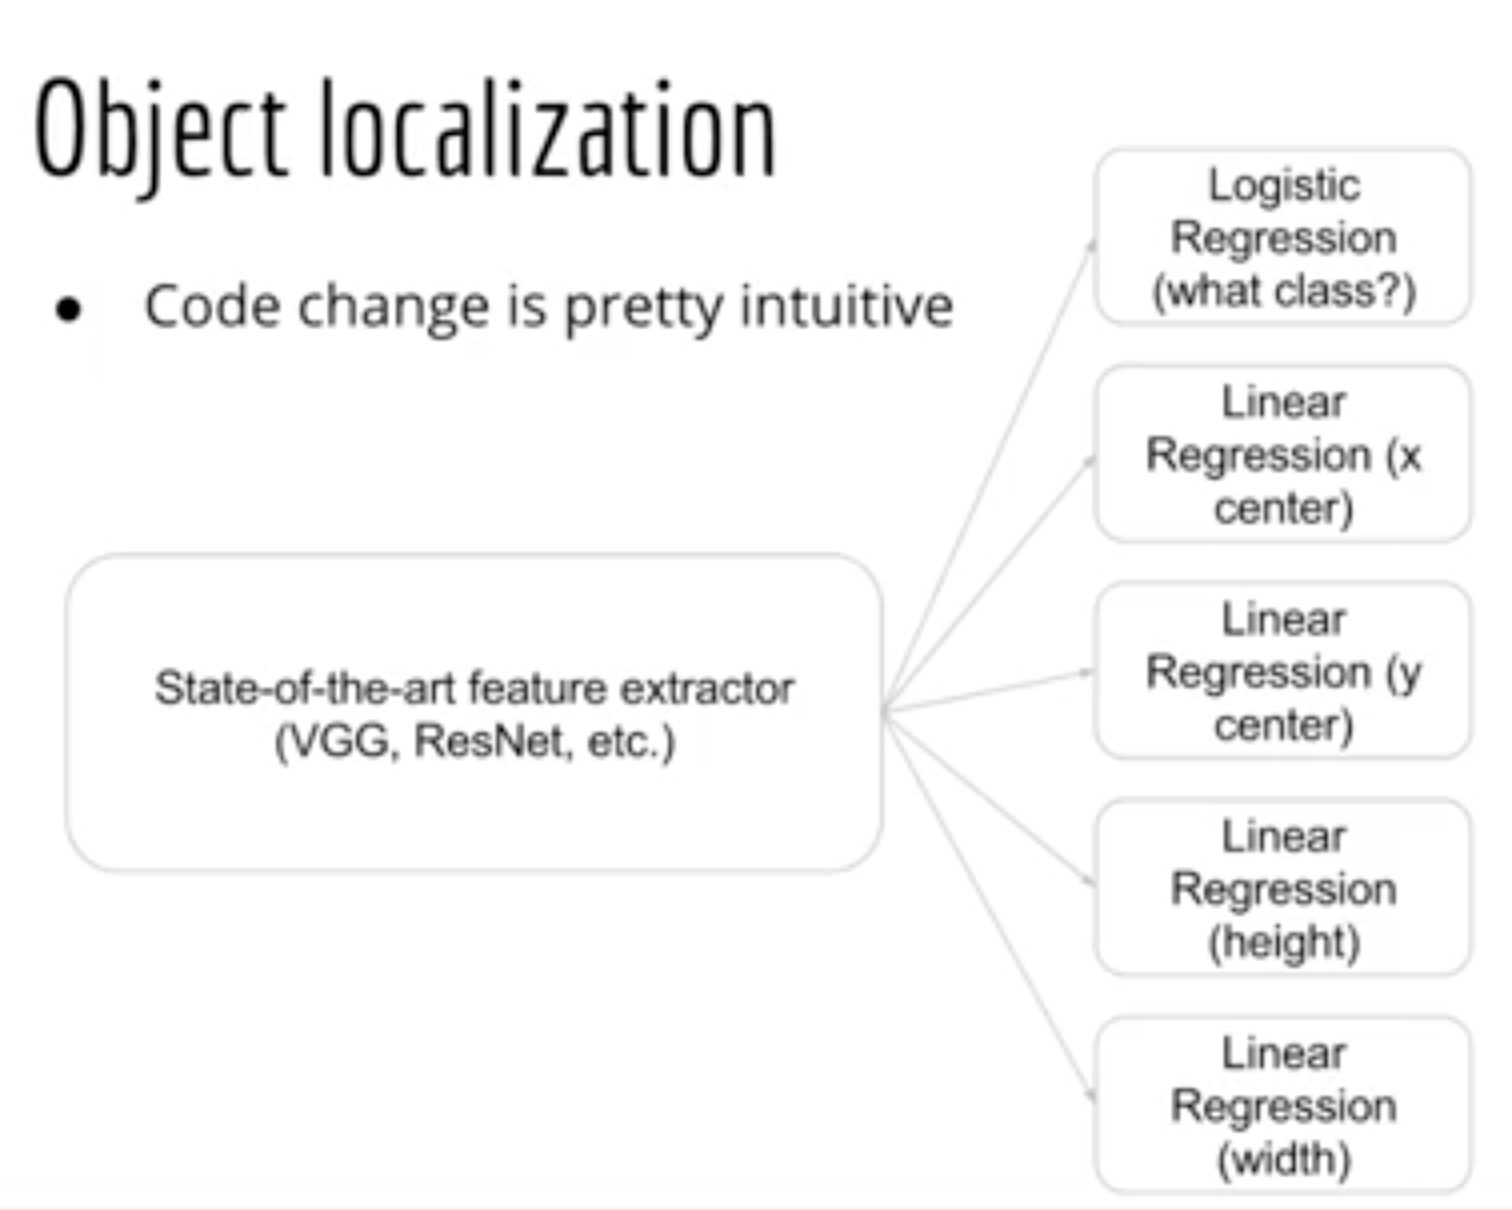 Object localization
● Code change is pretty intuitive
State-of-the-art feature extractor
(VGG, ResNet, etc.)
Logistic
Regression
(what class?)
Linear
Regression (x
center)
Linear
Regression (y
center)
Linear
Regression
(height)
Linear
Regression
(width)